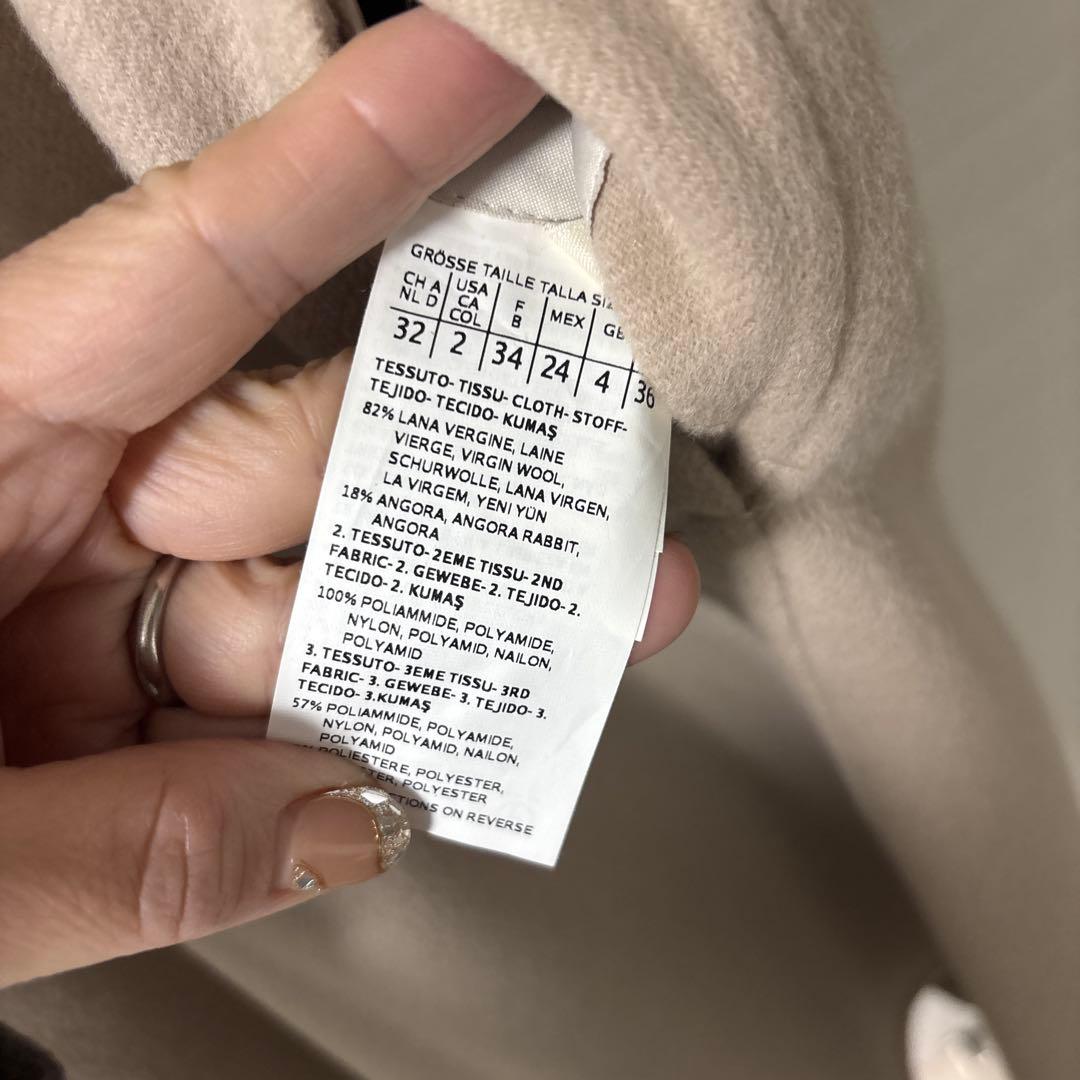 GRÖSSE TAILLE TALLA
CH A USA F MEX
NL D CA B
COL
32 2 34 24 4 36
TESSUTO- TISSU- CLOTH- STOFF-
TEJIDO- TECIDO- KUMAŞ
82% LANA VERGINE, LAINE
VIERGE, VIRGIN WOOL,
SCHURWOLLE, LANA VIRGEN,
LA VIRGEM, YENI YÜN
18% ANGORA, ANGORA RABBIT,
ANGORA
2. TESSUTO- 2EME TISSU- 2ND
FABRIC- 2. GEWEBE- 2. TEJIDO- 2.
TECIDO- 2. KUMAŞ
100% POLIAMMIDE, POLYAMIDE,
NYLON, POLYAMID, NAILON,
POLYAMID
3. TESSUTO- 3EME TISSU- 3RD
FABRIC- 3. GEWEBE- 3. TEJIDO- 3.
TECIDO- 3.KUMAŞ
57% POLIAMMIDE, POLYAMIDE,
NYLON, POLYAMID, NAILON,
POLYAMID
POLIESTERE, POLYESTER,
POLYESTER
ON REVERSE